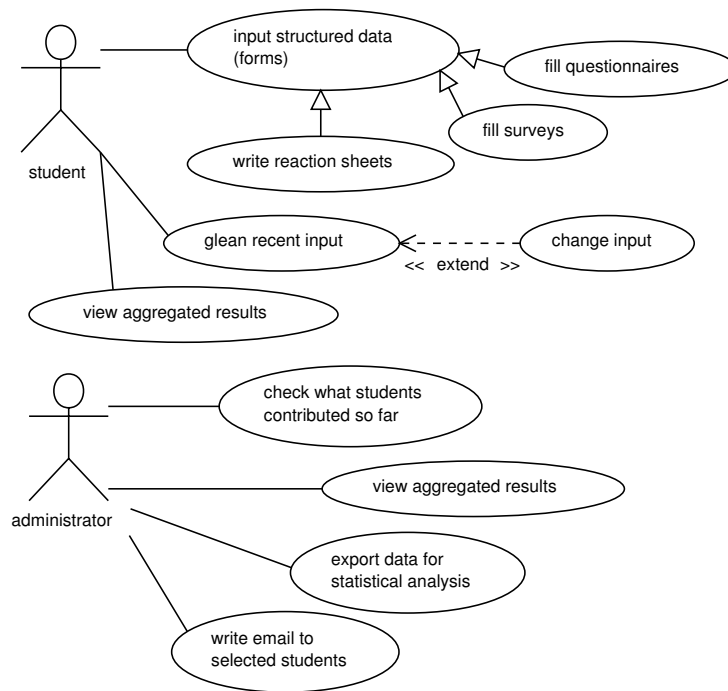 input structured data
(forms)
fill questionnaires
fill surveys
write reaction sheets
student
glean recent input
change input
<< extend >>
view aggregated results
check what students
contributed so far
view aggregated results
administrator
export data for
statistical analysis
write email to
selected students